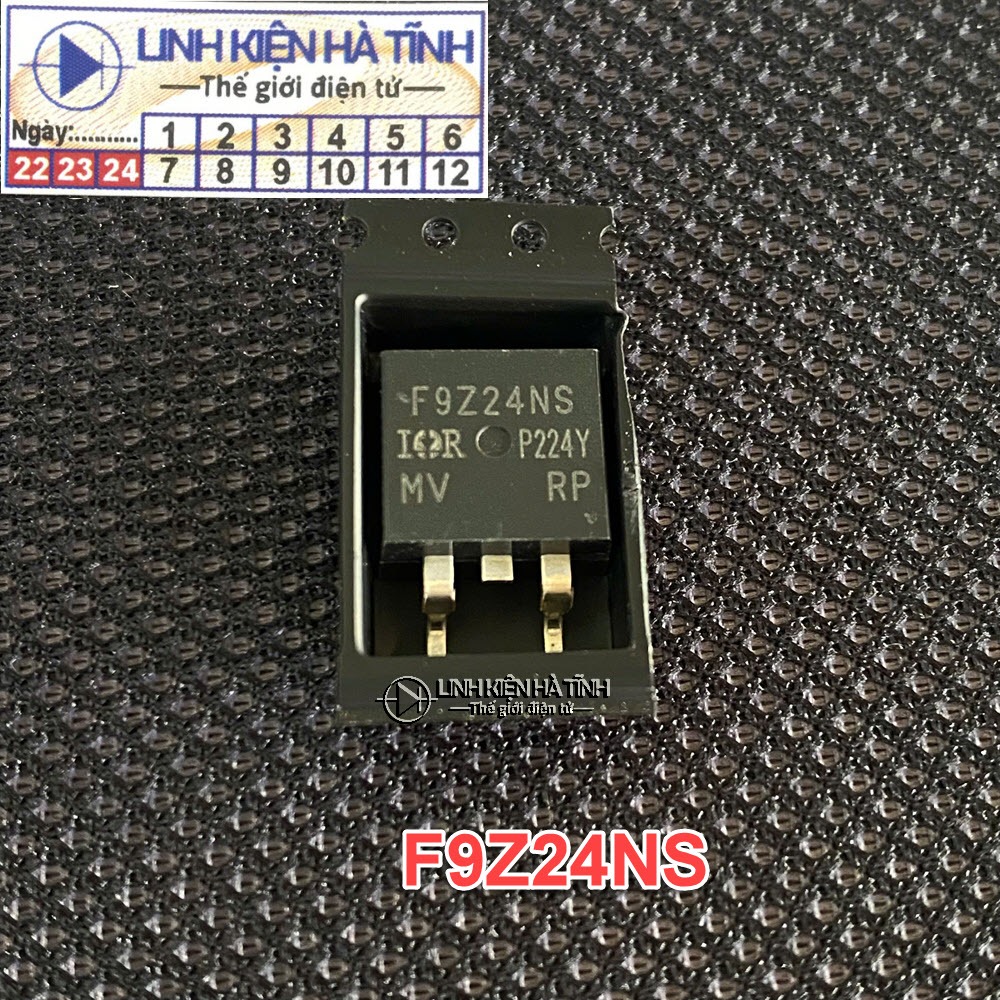 LINH KIỆN HÀ TĨNH
Thế giới điện tử
Ngày:........... 1 2 3 4 5 6
22 23 24 7 8 9 10 11 12
F9Z24NS
IOR P224Y
MV RP
LINH KIỆN HÀ TĨNH
Thế giới điện tử
F9Z24NS